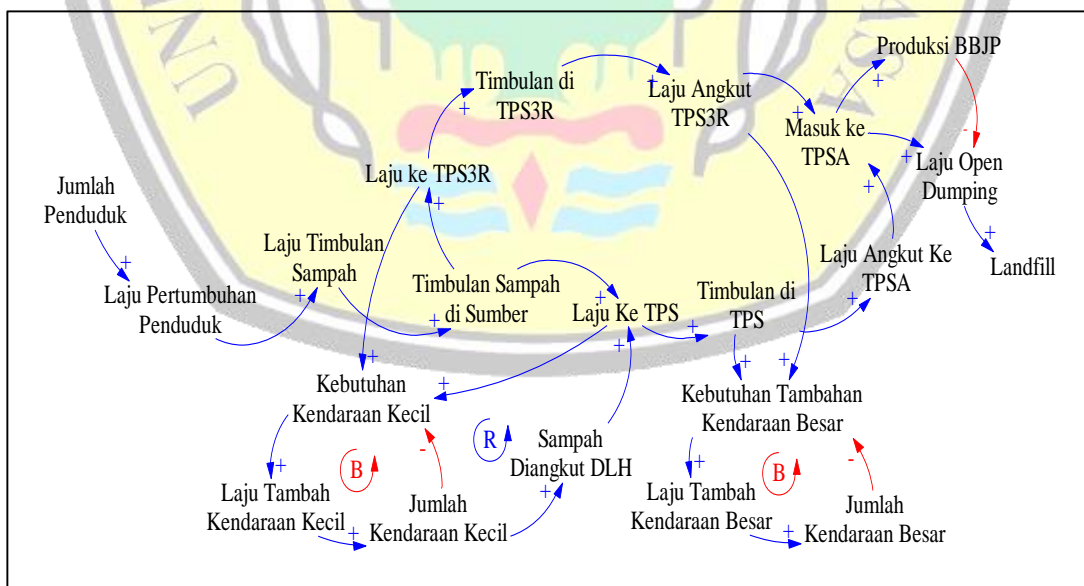 UN
ASA
Produksi BBJP
+
-
Timbulan di
TPS3R
+
+
Laju Angkut
TPS3R
+
Masuk ke
TPSA
+
+
Laju Open
Dumping
+
Landfill
Jumlah
Penduduk
+
Laju Pertumbuhan
Penduduk
Laju ke TPS3R
+
Laju Timbulan
Sampah
+
Timbulan Sampah
di Sumber
+
+
Laju Ke TPS
+
+
Timbulan di
TPS
Laju Angkut Ke
TPSA
+
+
Kebutuhan
Kendaraan Kecil
+
-
+
+
Kebutuhan Tambahan
Kendaraan Besar
-
B
R
Sampah
Diangkut DLH
+
B
+
Laju Tambah
Kendaraan Kecil
+
Jumlah
Kendaraan Kecil
+
Laju Tambah
Kendaraan Besar
+
Jumlah
Kendaraan Besar